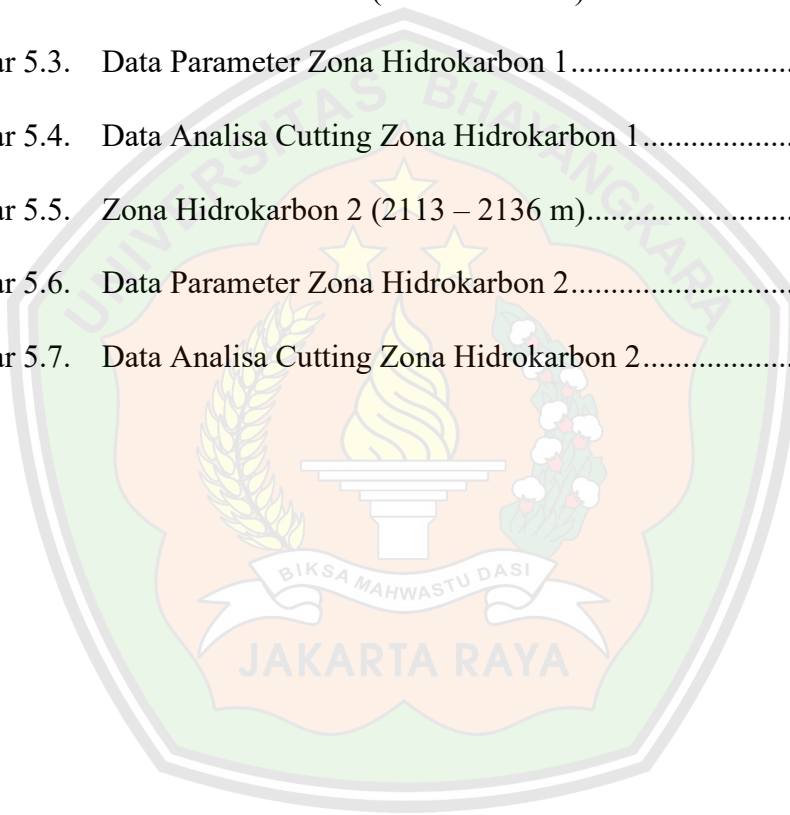 ar 5.3. Data Parameter Zona Hidrokarbon 1
ar 5.4. Data Analisa Cutting Zona Hidrokarbon 1
ar 5.5. Zona Hidrokarbon 2 (2113 – 2136 m)
ar 5.6. Data Parameter Zona Hidrokarbon 2
ar 5.7. Data Analisa Cutting Zona Hidrokarbon 2
UNIVERSITAS BHAYANGKARA
BIKSA MAHWASTU DASI
JAKARTA RAYA